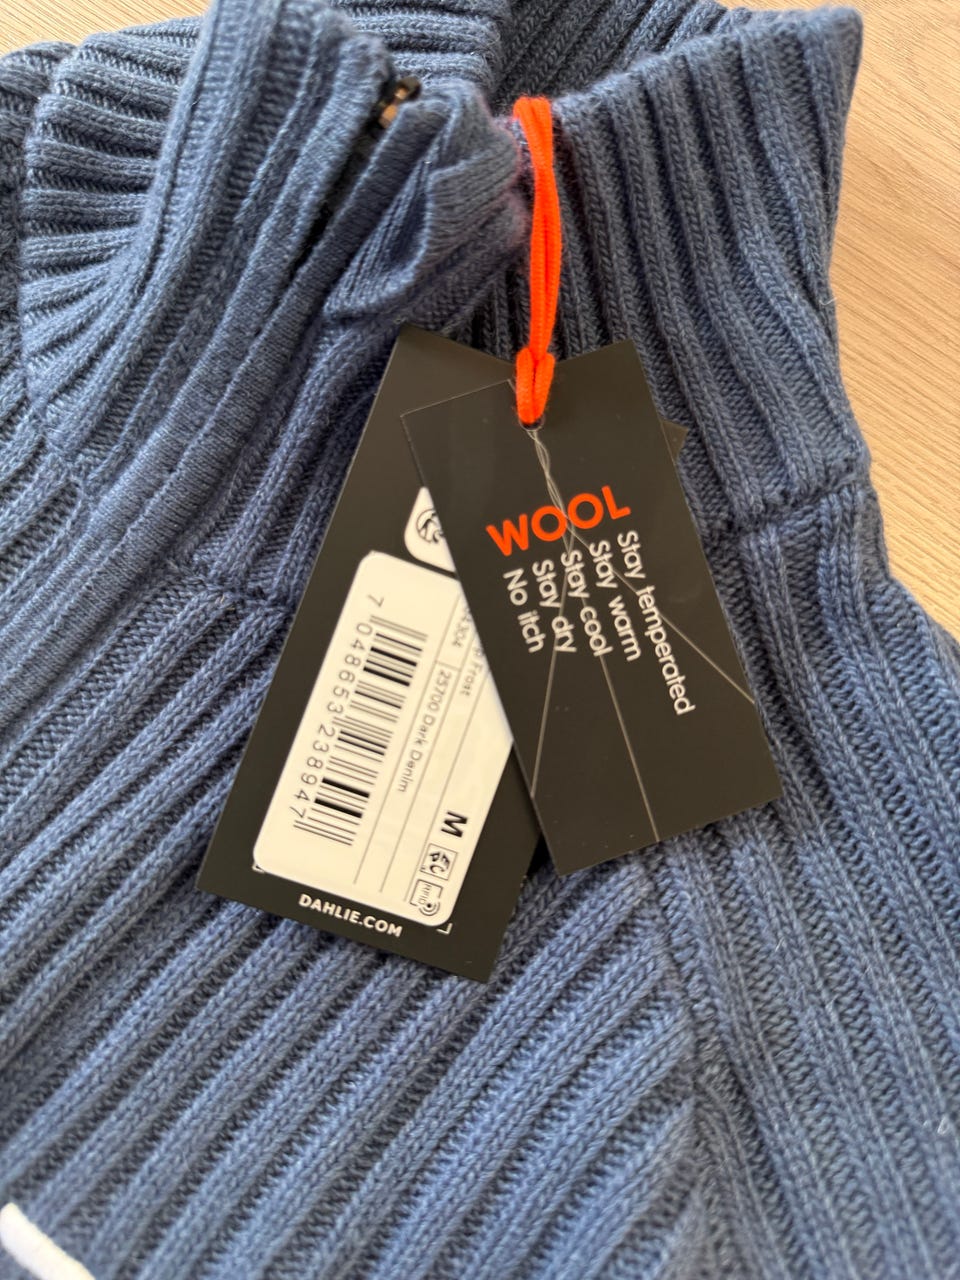 WOOL
Stay temperated
Stay warm
Stay cool
Stay dry
No itch
Frost
25700 Dark Denim
M
RFID
7 048653 238947
DAHLIE.COM